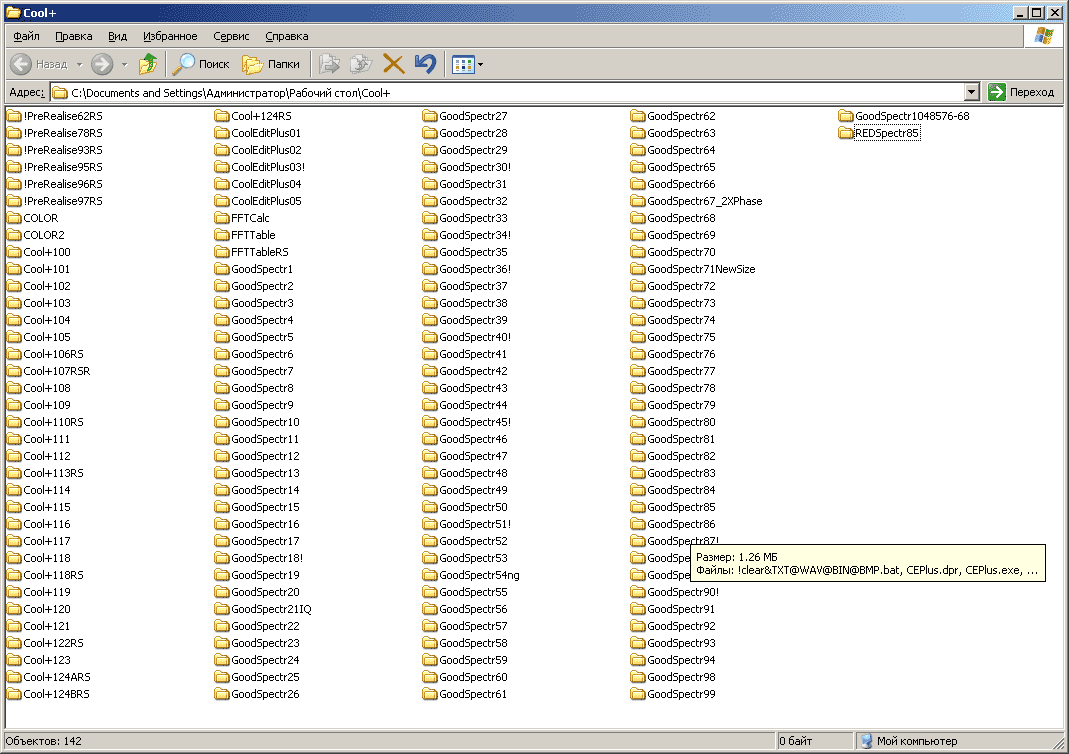 Cool+
Файл Правка Вид Избранное Сервис Справка
Назад Поиск Папки
Адрес: C:\Documents and Settings\Администратор\Рабочий стол\Cool+ Переход
!PreRealise62RS
!PreRealise78RS
!PreRealise93RS
!PreRealise95RS
!PreRealise96RS
!PreRealise97RS
COLOR
COLOR2
Cool+100
Cool+101
Cool+102
Cool+103
Cool+104
Cool+105
Cool+106RS
Cool+107RSR
Cool+108
Cool+109
Cool+110RS
Cool+111
Cool+112
Cool+113RS
Cool+114
Cool+115
Cool+116
Cool+117
Cool+118
Cool+118RS
Cool+119
Cool+120
Cool+121
Cool+122RS
Cool+123
Cool+124ARS
Cool+124BRS
Cool+124RS
CoolEditPlus01
CoolEditPlus02
CoolEditPlus03!
CoolEditPlus04
CoolEditPlus05
FFTCalc
FFTTable
FFTTableRS
GoodSpectr1
GoodSpectr2
GoodSpectr3
GoodSpectr4
GoodSpectr5
GoodSpectr6
GoodSpectr7
GoodSpectr8
GoodSpectr9
GoodSpectr10
GoodSpectr11
GoodSpectr12
GoodSpectr13
GoodSpectr14
GoodSpectr15
GoodSpectr16
GoodSpectr17
GoodSpectr18!
GoodSpectr19
GoodSpectr20
GoodSpectr21IQ
GoodSpectr22
GoodSpectr23
GoodSpectr24
GoodSpectr25
GoodSpectr26
GoodSpectr27
GoodSpectr28
GoodSpectr29
GoodSpectr30!
GoodSpectr31
GoodSpectr32
GoodSpectr33
GoodSpectr34!
GoodSpectr35
GoodSpectr36!
GoodSpectr37
GoodSpectr38
GoodSpectr39
GoodSpectr40!
GoodSpectr41
GoodSpectr42
GoodSpectr43
GoodSpectr44
GoodSpectr45!
GoodSpectr46
GoodSpectr47
GoodSpectr48
GoodSpectr49
GoodSpectr50
GoodSpectr51!
GoodSpectr52
GoodSpectr53
GoodSpectr54ng
GoodSpectr55
GoodSpectr56
GoodSpectr57
GoodSpectr58
GoodSpectr59
GoodSpectr60
GoodSpectr61
GoodSpectr62
GoodSpectr63
GoodSpectr64
GoodSpectr65
GoodSpectr66
GoodSpectr67_2XPhase
GoodSpectr68
GoodSpectr69
GoodSpectr70
GoodSpectr71NewSize
GoodSpectr72
GoodSpectr73
GoodSpectr74
GoodSpectr75
GoodSpectr76
GoodSpectr77
GoodSpectr78
GoodSpectr79
GoodSpectr80
GoodSpectr81
GoodSpectr82
GoodSpectr83
GoodSpectr84
GoodSpectr85
GoodSpectr86
GoodSpectr87!
GoodSpectr90!
GoodSpectr91
GoodSpectr92
GoodSpectr93
GoodSpectr94
GoodSpectr98
GoodSpectr99
GoodSpectr1048576-68
REDSpectr85
Размер: 1.26 МБ
Файлы: !clear&TXT@WAV@BIN@BMP.bat, CEPlus.dpr, CEPlus.exe, ...
Объектов: 142 0 байт Мой компьютер